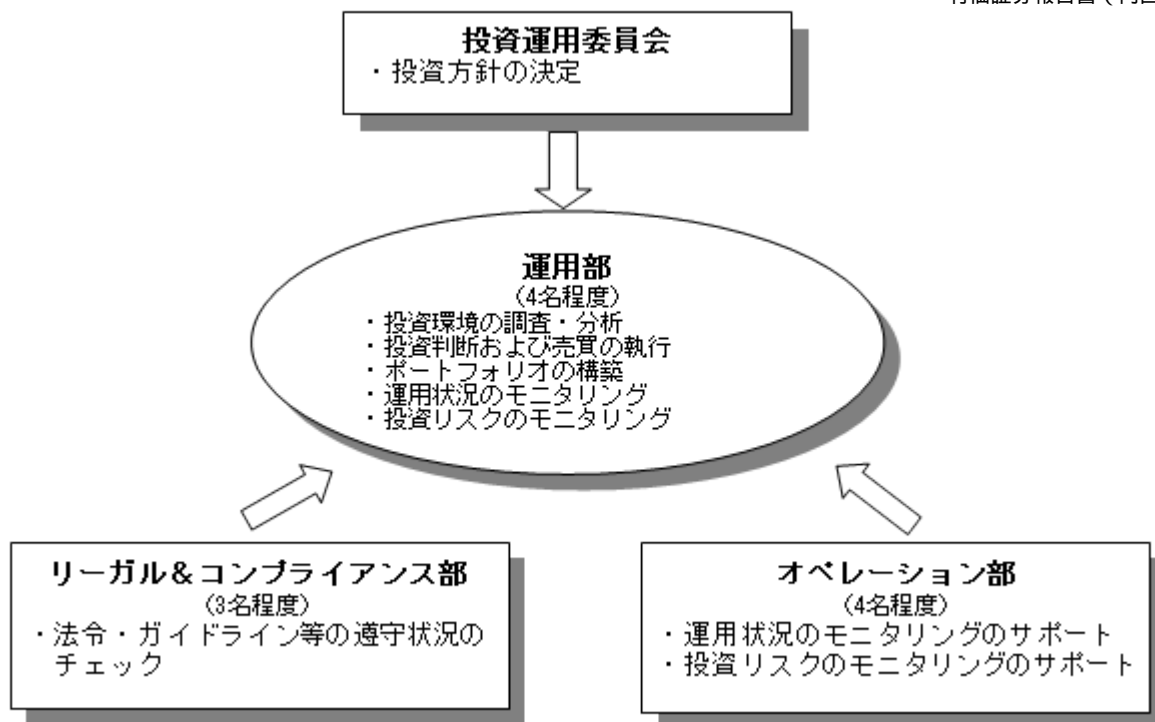 投資運用委員会
・投資方針の決定
運用部
(4名程度)
・投資環境の調査・分析
・投資判断および売買の執行
・ポートフォリオの構築
・運用状況のモニタリング
・投資リスクのモニタリング
リーガル＆コンプライアンス部
(3名程度)
・法令・ガイドライン等の遵守状況の
チェック
オペレーション部
(4名程度)
・運用状況のモニタリングのサポート
・投資リスクのモニタリングのサポート